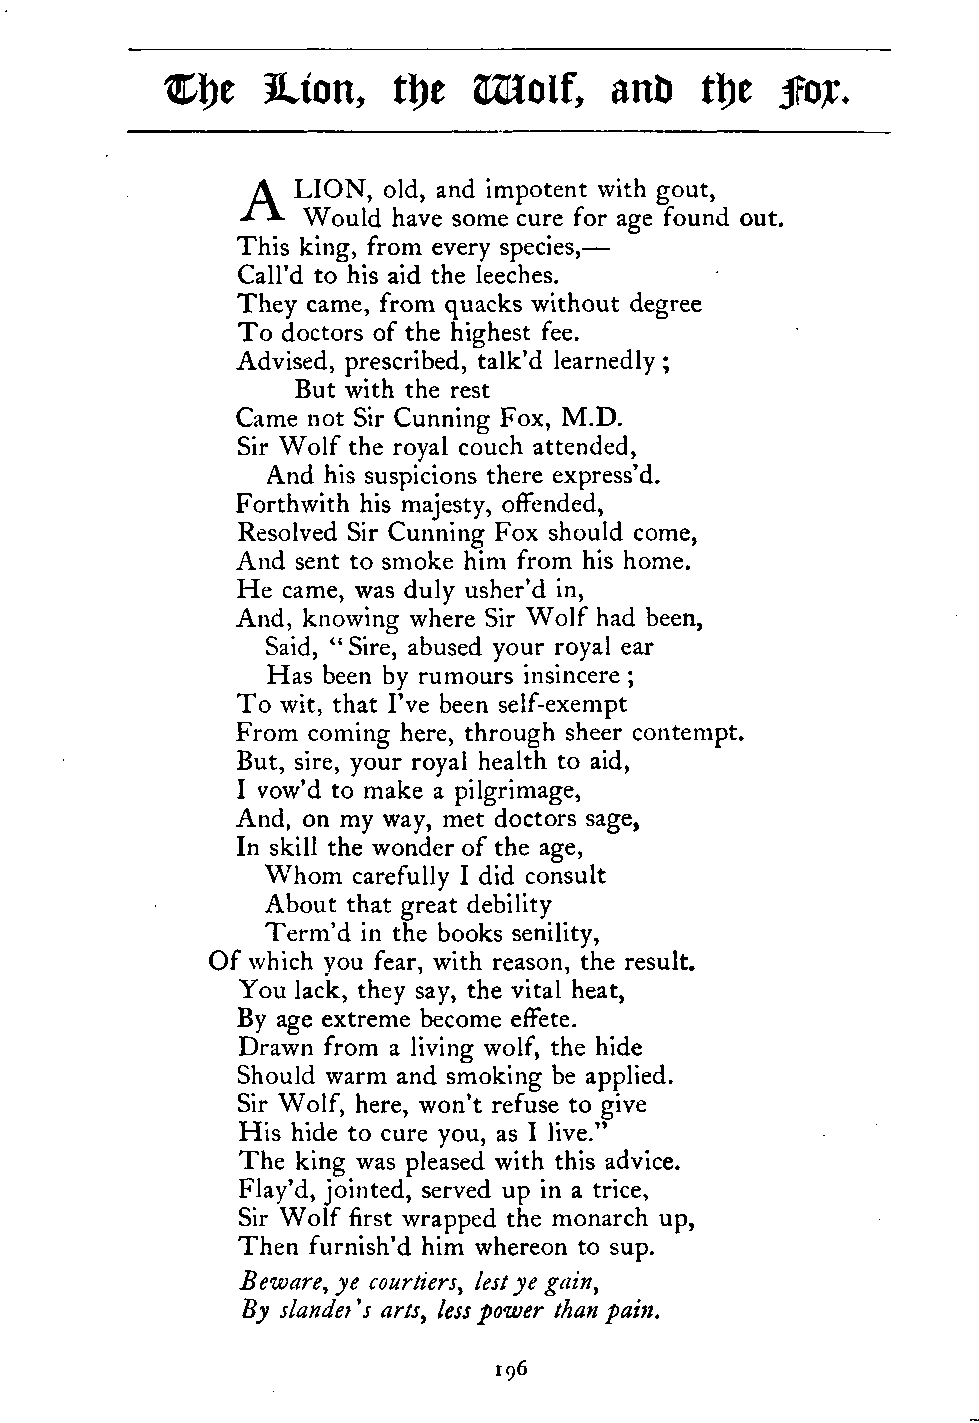 The Lion, the Wolf, and the Fox.
A LION, old, and impotent with gout,
Would have some cure for age found out.
This king, from every species,—
Call'd to his aid the leeches.
They came, from quacks without degree
To doctors of the highest fee.
Advised, prescribed, talk'd learnedly;
But with the rest
Came not Sir Cunning Fox, M.D.
Sir Wolf the royal couch attended,
And his suspicions there express'd.
Forthwith his majesty, offended,
Resolved Sir Cunning Fox should come,
And sent to smoke him from his home.
He came, was duly usher'd in,
And, knowing where Sir Wolf had been,
Said, "Sire, abused your royal ear
Has been by rumours insincere;
To wit, that I've been self-exempt
From coming here, through sheer contempt.
But, sire, your royal health to aid,
I vow'd to make a pilgrimage,
And, on my way, met doctors sage,
In skill the wonder of the age,
Whom carefully I did consult
About that great debility
Term'd in the books senility,
Of which you fear, with reason, the result.
You lack, they say, the vital heat,
By age extreme become effete.
Drawn from a living wolf, the hide
Should warm and smoking be applied.
Sir Wolf, here, won't refuse to give
His hide to cure you, as I live."
The king was pleased with this advice.
Flay'd, jointed, served up in a trice,
Sir Wolf first wrapped the monarch up,
Then furnish'd him whereon to sup.
Beware, ye courtiers, lest ye gain,
By slander's arts, less power than pain.
196